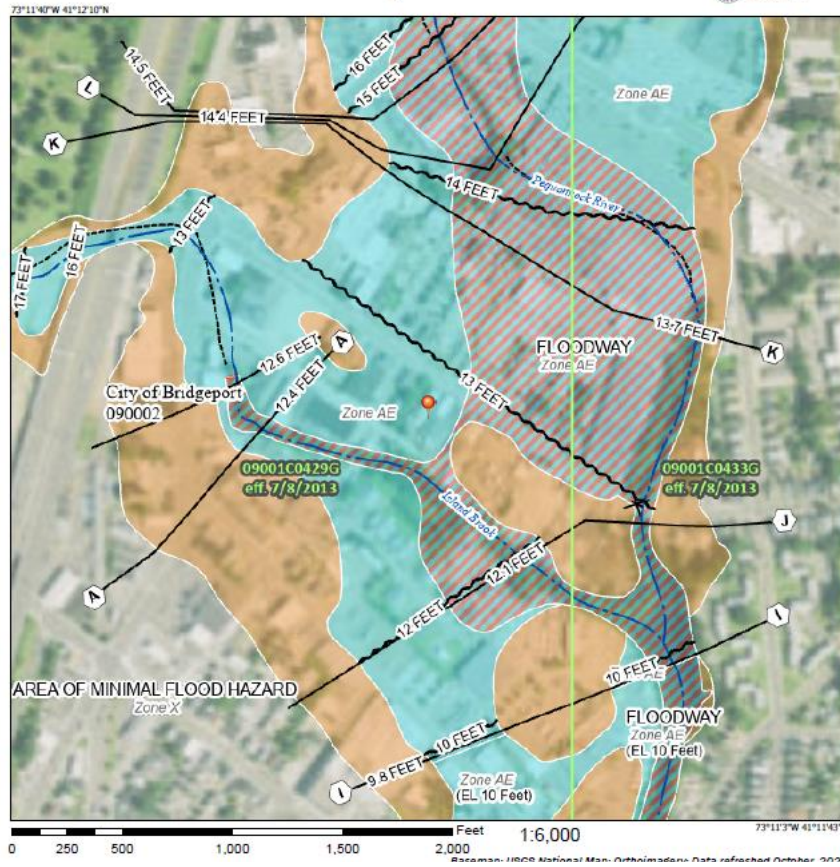 73°11'40"W 41°12'10"N
16 FEET
15 FEET
14.5 FEET
Zone AE
L
14.4 FEET
K
14 FEET
Pequonnock River
13 FEET
17 FEET
16 FEET
13.7 FEET
K
FLOODWAY
Zone AE
12.6 FEET
A
13 FEET
City of Bridgeport
090002
12.4 FEET
Zone AE
09001C0429G
eff. 7/8/2013
09001C0433G
eff. 7/8/2013
Island Brook
J
12.1 FEET
A
12 FEET
I
10 FEET
AREA OF MINIMAL FLOOD HAZARD
Zone X
FLOODWAY
Zone AE
(EL 10 Feet)
10 FEET
9.8 FEET
I
Zone AE
(EL 10 Feet)
73°11'3"W 41°11'43"
Feet 1:6,000
0 250 500 1,000 1,500 2,000
Basemap: USGS National Map: Orthoimagery: Data refreshed October,